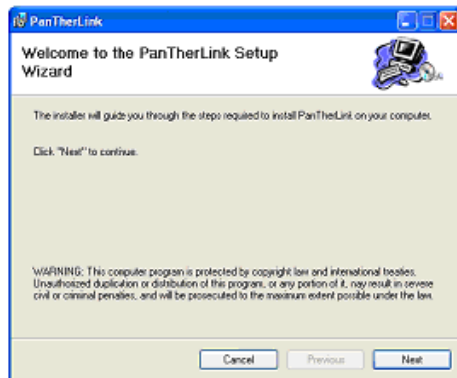 PanTherLink
Welcome to the PanTherLink Setup
Wizard
The installer will guide you through the steps required to install PanTherLink on your computer.
Click "Next" to continue.
WARNING: This computer program is protected by copyright law and international treaties.
Unauthorized duplication or distribution of this program, or any portion of it, may result in severe
civil or criminal penalties, and will be prosecuted to the maximum extent possible under the law.
Cancel
Previous
Next